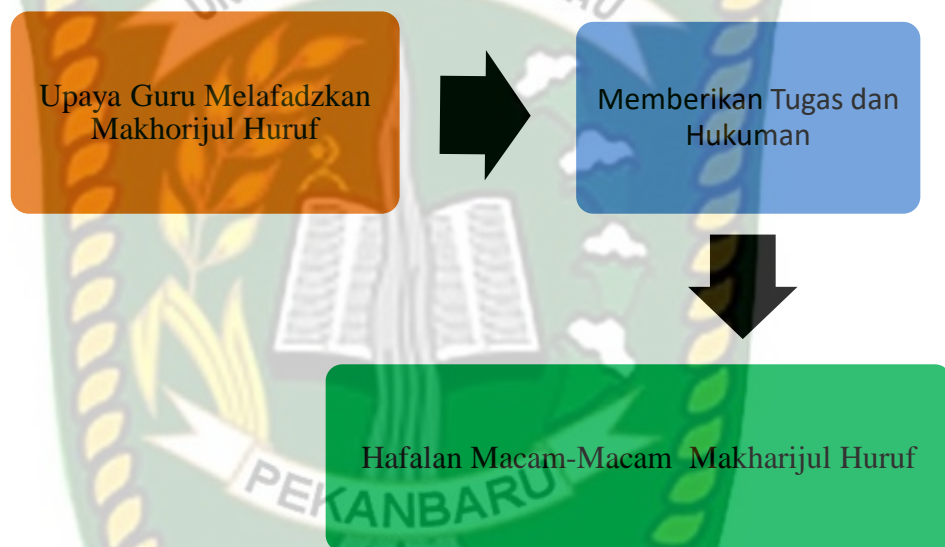 Upaya Guru Melafadzkan
Makhorijul Huruf
Memberikan Tugas dan
Hukuman
Hafalan Macam-Macam  Makharijul Huruf
PEKANBARU